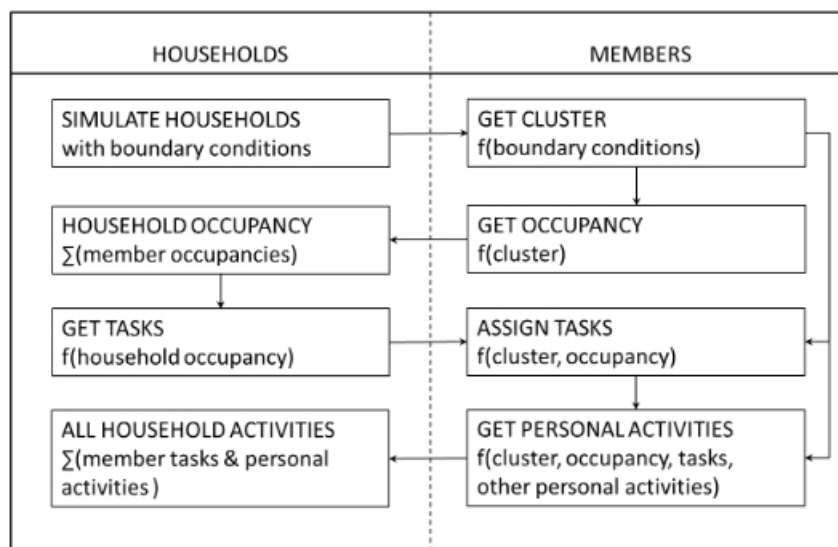 HOUSEHOLDS
MEMBERS
SIMULATE HOUSEHOLDS
with boundary conditions
GET CLUSTER
f(boundary conditions)
HOUSEHOLD OCCUPANCY
∑(member occupancies)
GET OCCUPANCY
f(cluster)
GET TASKS
f(household occupancy)
ASSIGN TASKS
f(cluster, occupancy)
ALL HOUSEHOLD ACTIVITIES
∑(member tasks & personal
activities )
GET PERSONAL ACTIVITIES
f(cluster, occupancy, tasks,
other personal activities)